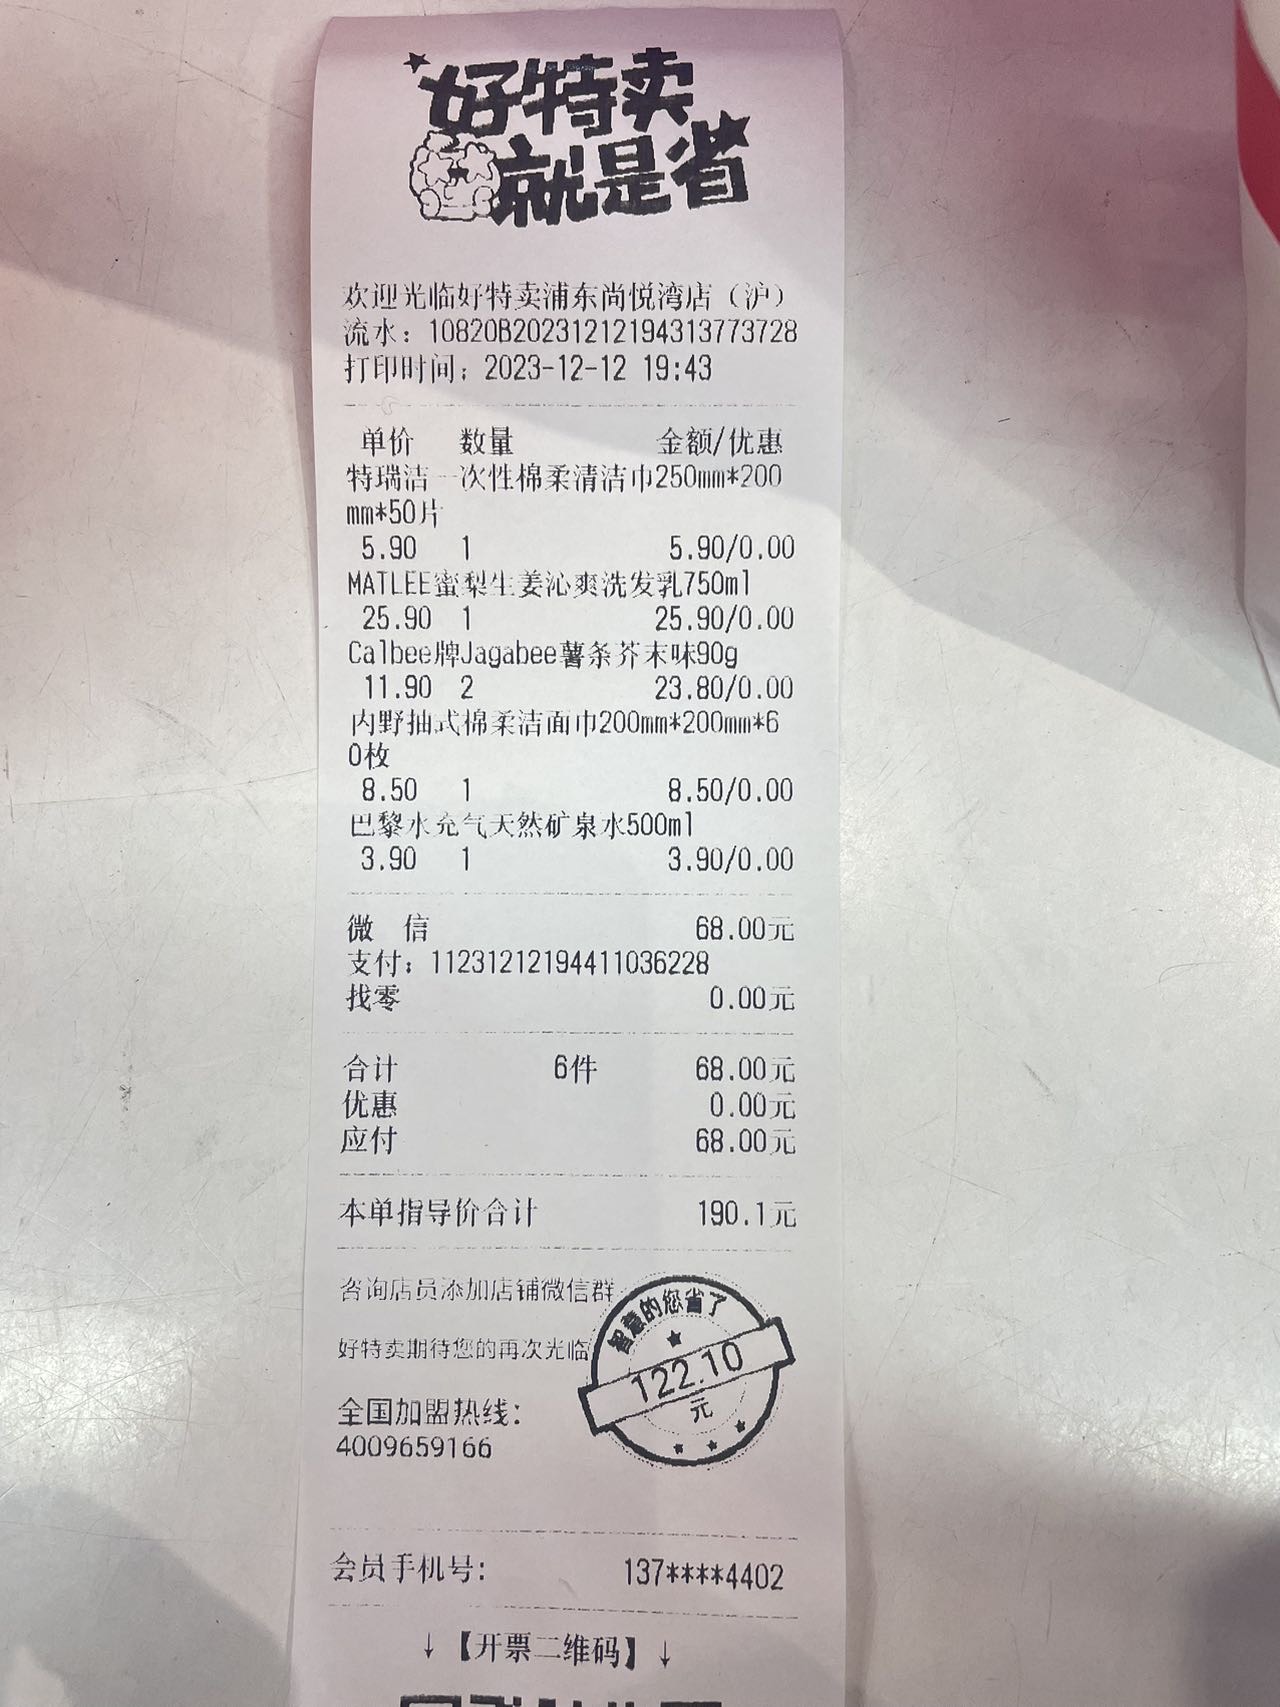 好特卖
就是省
欢迎光临好特卖浦东尚悦湾店（沪）
流水：10820B20231212194313773728
打印时间：2023-12-12 19:43
单价 数量 金额/优惠
特瑞洁一次性棉柔清洁巾250mm*200
mm*50片
5.90 1 5.90/0.00
MATLEE蜜梨生姜沁爽洗发乳750ml
25.90 1 25.90/0.00
Calbee牌Jagabee薯条芥末味90g
11.90 2 23.80/0.00
内野抽式棉柔洁面巾200mm*200mm*6
0枚
8.50 1 8.50/0.00
巴黎水充气天然矿泉水500ml
3.90 1 3.90/0.00
微 信 68.00元
支付：11231212194411036228
找零 0.00元
合计 6件 68.00元
优惠 0.00元
应付 68.00元
本单指导价合计 190.1元
咨询店员添加店铺微信群
好特卖期待您的再次光临
智慧的您省了
122.10
元
全国加盟热线：
4009659166
会员手机号： 137****4402
↓【开票二维码】↓